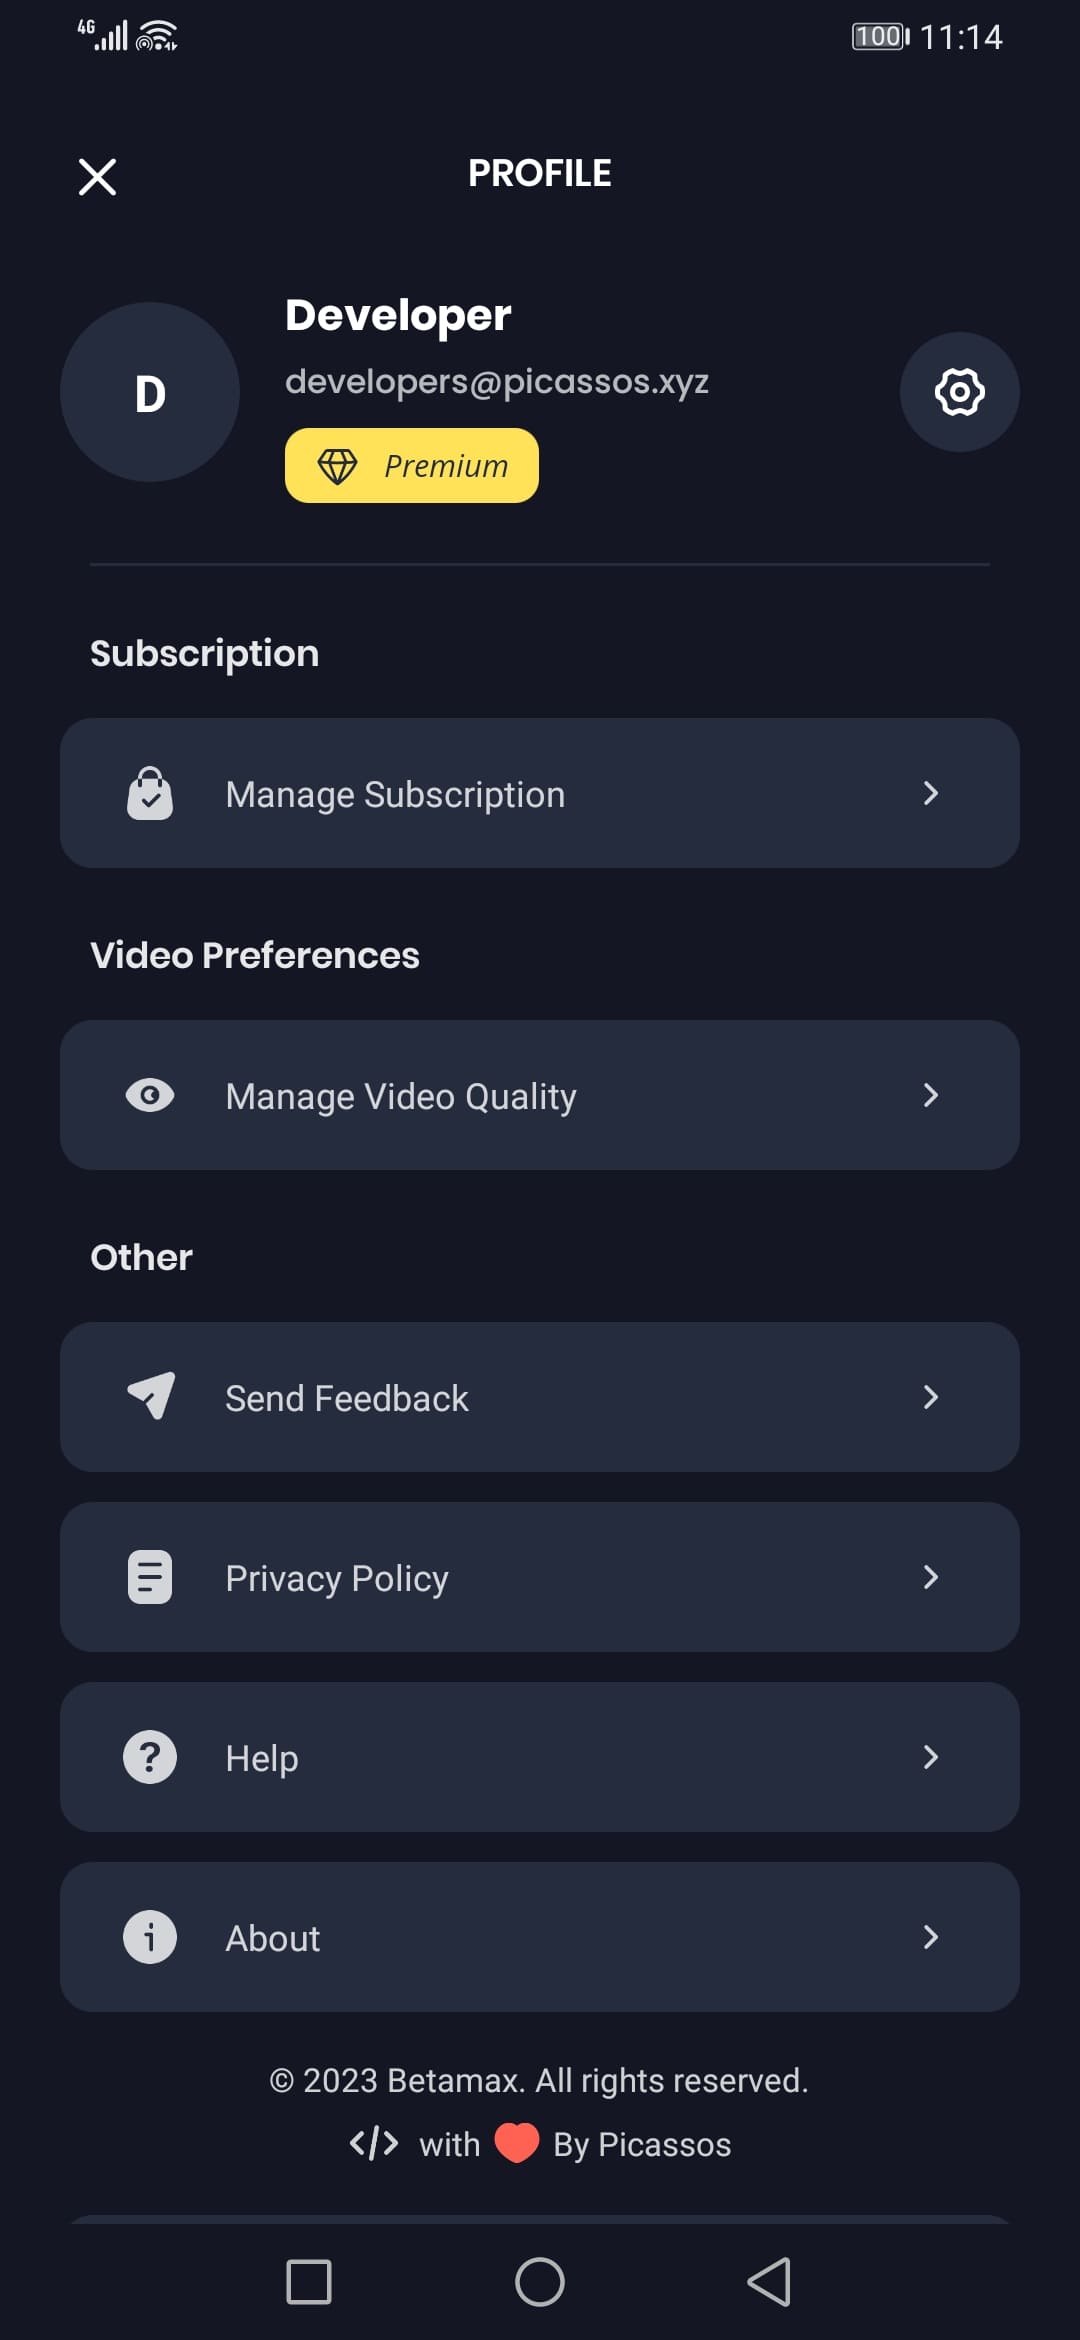 4G 100 11:14
PROFILE
D
Developer
developers@picassos.xyz
Premium
Subscription
Manage Subscription
Video Preferences
Manage Video Quality
Other
Send Feedback
Privacy Policy
Help
About
© 2023 Betamax. All rights reserved.
</> with ❤ By Picassos